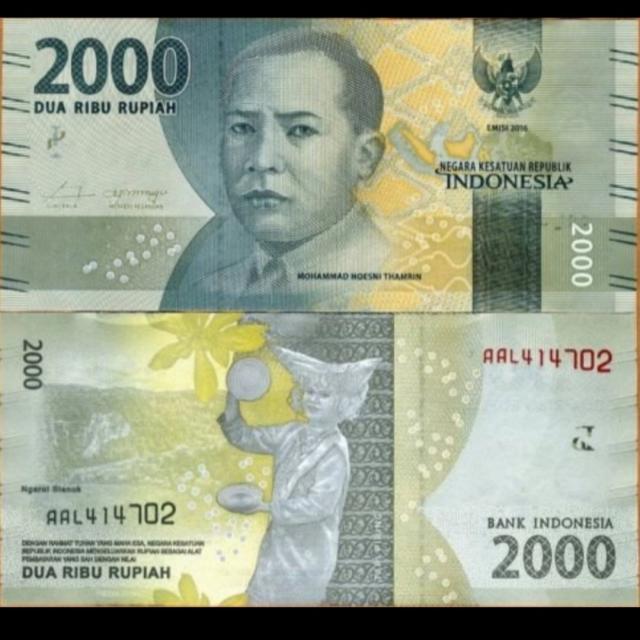 2000
DUA RIBU RUPIAH
EMISI 2016
NEGARA KESATUAN REPUBLIK
INDONESIA
2000
MOHAMMAD HOESNI THAMRIN
2000
AAL414702
Ngarai Sianok
AAL414702
DENGAN RAHMAT TUHAN YANG MAHA ESA, NEGARA KESATUAN
REPUBLIK INDONESIA MENGELUARKAN RUPIAH SEBAGAI ALAT
PEMBAYARAN YANG SAH DENGAN NILAI
DUA RIBU RUPIAH
BANK INDONESIA
2000